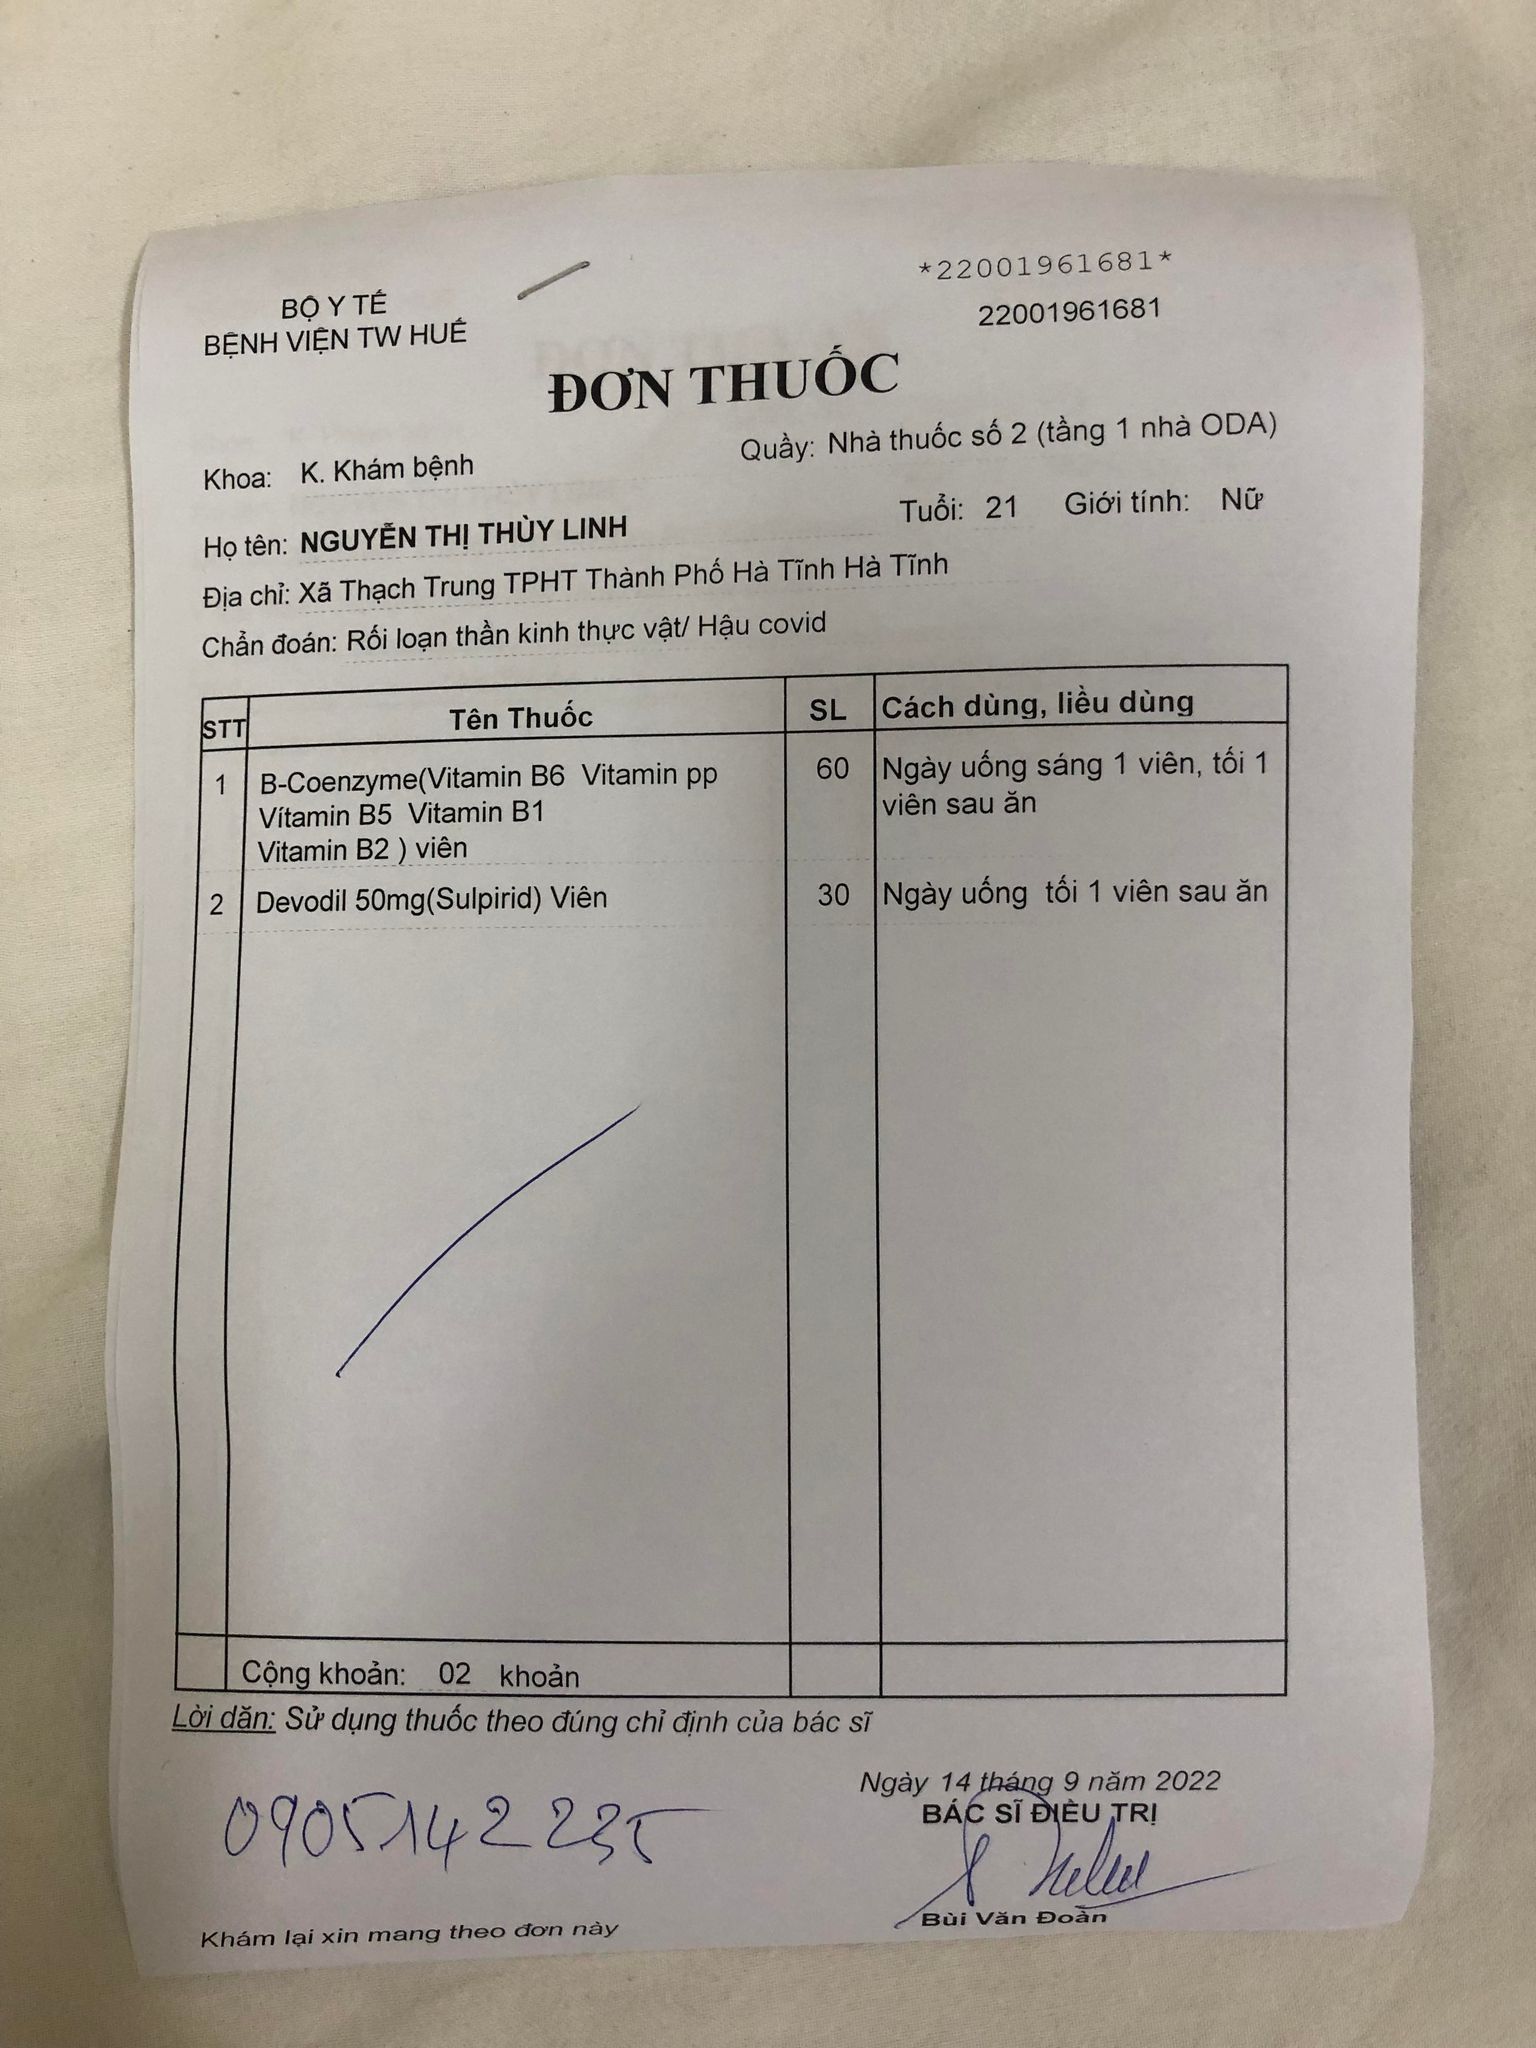 BỘ Y TẾ
BỆNH VIỆN TW HUẾ
*22001961681*
22001961681
ĐƠN THUỐC
Khoa: K. Khám bệnh
Quầy: Nhà thuốc số 2 (tầng 1 nhà ODA)
Họ tên: NGUYỄN THỊ THÙY LINH Tuổi: 21 Giới tính: Nữ
Địa chỉ: Xã Thạch Trung TPHT Thành Phố Hà Tĩnh Hà Tĩnh
Chẩn đoán: Rối loạn thần kinh thực vật/ Hậu covid
STT Tên Thuốc SL Cách dùng, liều dùng
1 B-Coenzyme(Vitamin B6 Vitamin pp 60 Ngày uống sáng 1 viên, tối 1
Vítamin B5 Vitamin B1 viên sau ăn
Vitamin B2 ) viên
2 Devodil 50mg(Sulpirid) Viên 30 Ngày uống tối 1 viên sau ăn
Cộng khoản: 02 khoản
Lời dặn: Sử dụng thuốc theo đúng chỉ định của bác sĩ
Ngày 14 tháng 9 năm 2022
BÁC SĨ ĐIỀU TRỊ
0905142235
Bùi Văn Đoàn
Khám lại xin mang theo đơn này